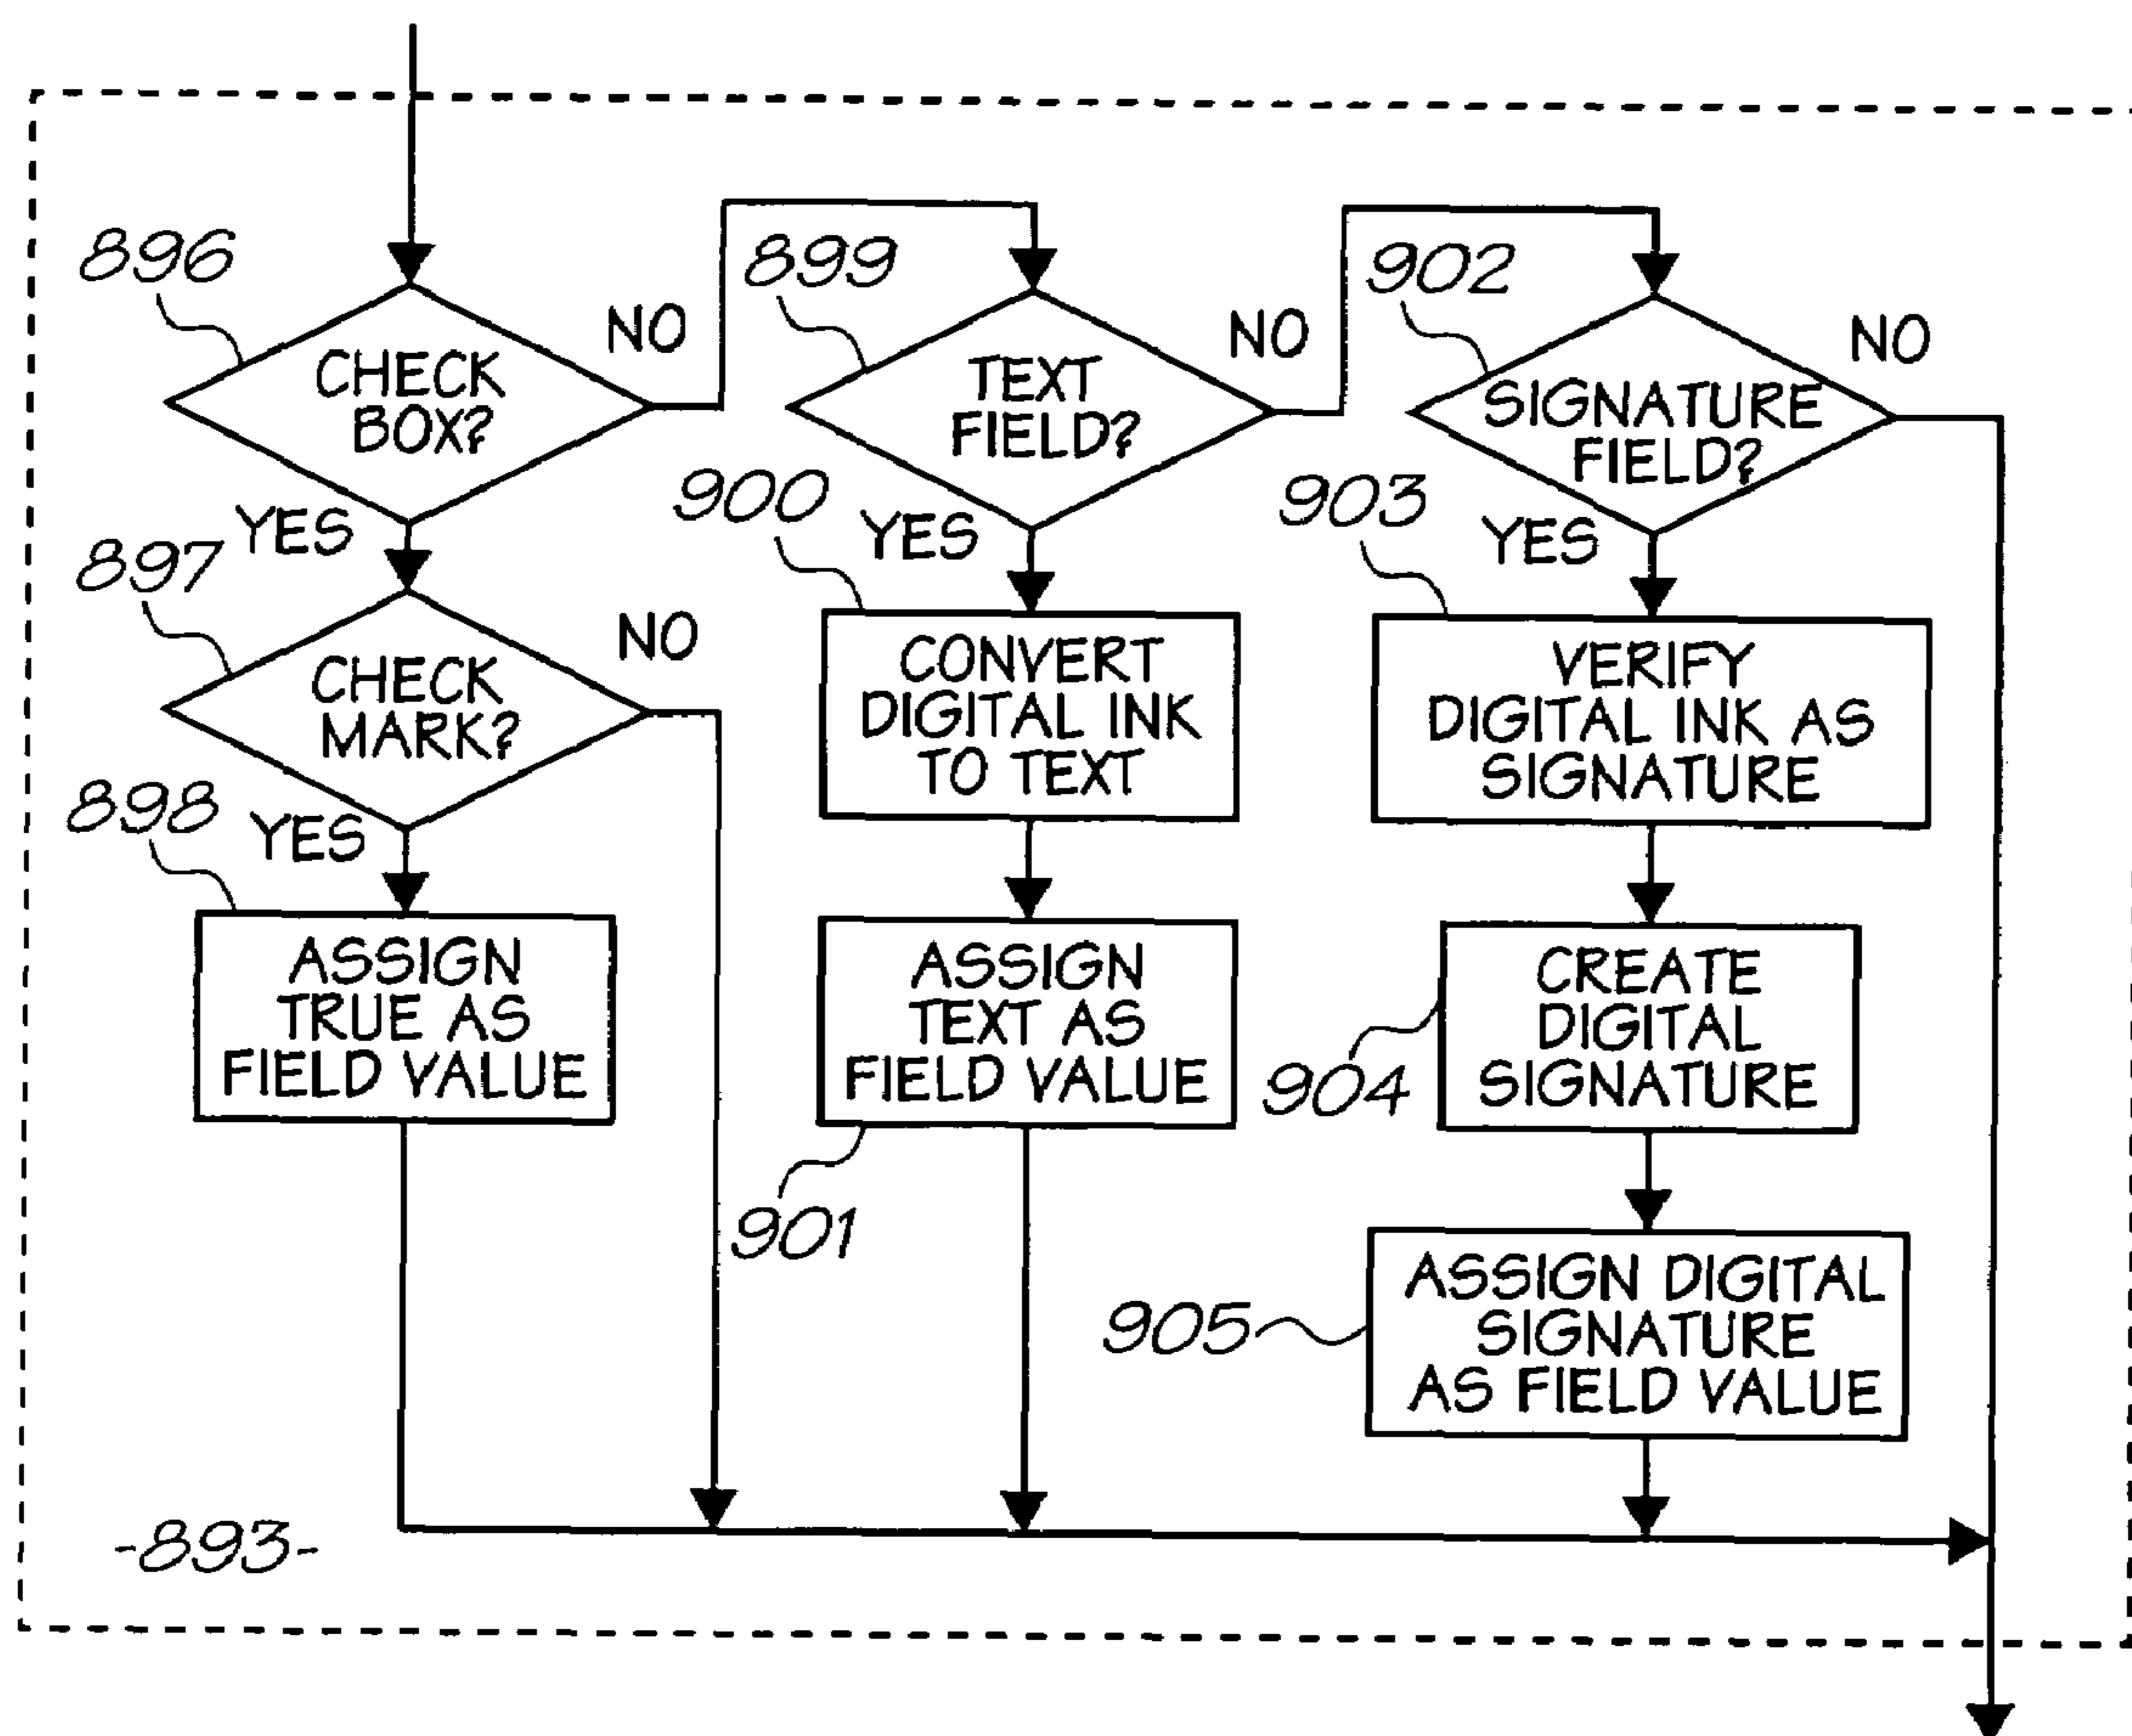 896
CHECK
BOX?
NO
YES
897
CHECK
MARK?
NO
YES
898
ASSIGN
TRUE AS
FIELD VALUE
899
TEXT
FIELD?
NO
YES
900
CONVERT
DIGITAL INK
TO TEXT
ASSIGN
TEXT AS
FIELD VALUE
901
902
SIGNATURE
FIELD?
NO
YES
903
VERIFY
DIGITAL INK AS
SIGNATURE
CREATE
DIGITAL
SIGNATURE
904
ASSIGN DIGITAL
SIGNATURE
AS FIELD VALUE
905
-893-